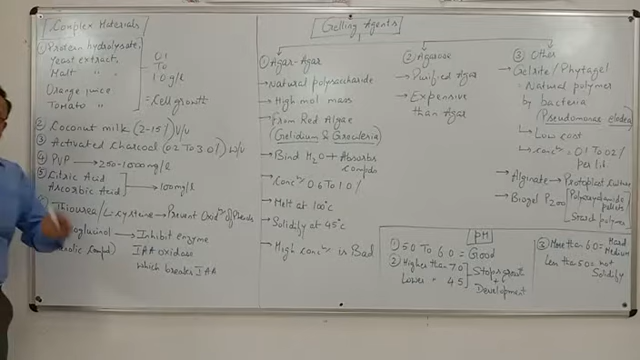 Complex Materials
① Protein hydrolysate,
Yeast extract,
Malt " "
Orange juice
Tomato "
0.1
To
1.0 g/L
= Cell growth
② Coconut milk (2-15%) v/v
③ Activated Charcoal (0.2 To 3.0%) w/v
④ PVP → 250-1000 mg/L
⑤ Citric Acid
Ascorbic Acid
→ 100 mg/L
Thiourea / L-cysteine → Prevent Oxid of
→ Inhibit enzyme
IAA oxidase
which breaks IAA
Gelling Agents
① Agar-Agar
→ Natural polysaccharide
→ High mol mass
→ From Red Algae
(Gelidium & Gracilaria)
→ Bind H₂O + Absorbs
compds
→ Conc 0.6 To 1.0%
→ Melt at 100°C
→ Solidify at 45°C
→ High conc is Bad
② Agarose
→ Purified Agar
→ Expensive
than Agar
③ Other
→ Gelrite / Phytagel
Natural polymer
by bacteria
(Pseudomonas elodea)
→ Low cost
→ Conc = 0.1 To 0.2%
per lit.
→ Alginate → Protoplast culture
→ Biogel P200
Polyacrylamide
pellets
Starch polymer
pH
① 5.0 To 6.0 = Good
② Higher than 7.0
Lower " 4.5
Stops growth
Development
③ More than 6.0 = Hard
Medium
Less than 5.0 = not
Solidify